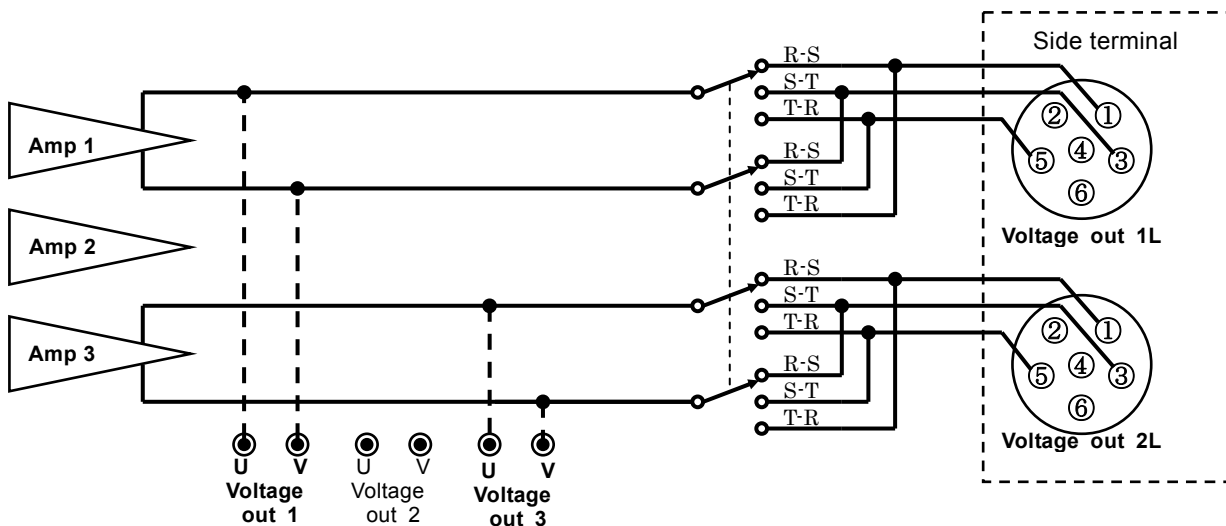 Side terminal
R-S
S-T
T-R
Amp 1
② ①
④
⑤ ③
⑥
R-S
S-T
T-R
Voltage out 1L
Amp 2
R-S
S-T
T-R
Amp 3
② ①
④
⑤ ③
⑥
R-S
S-T
T-R
Voltage out 2L
U V U V U V
Voltage out 1
Voltage out 2
Voltage out 3